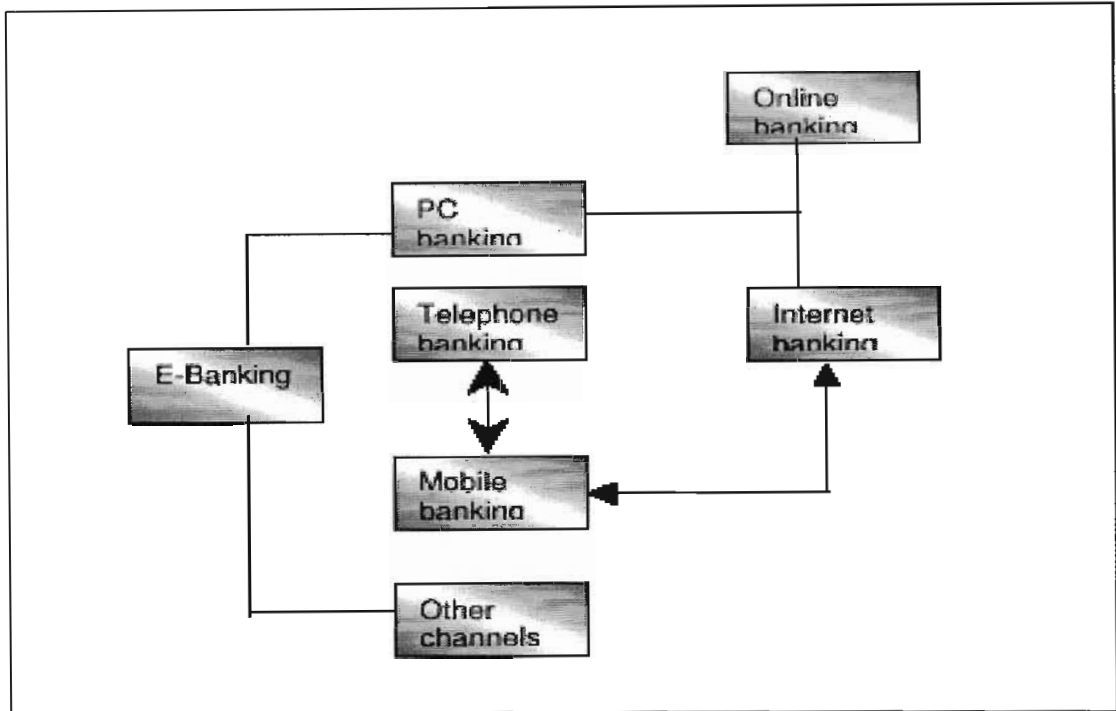 Online
banking
PC
banking
Telephone
banking
Internet
banking
E-Banking
Mobile
banking
Other
channels